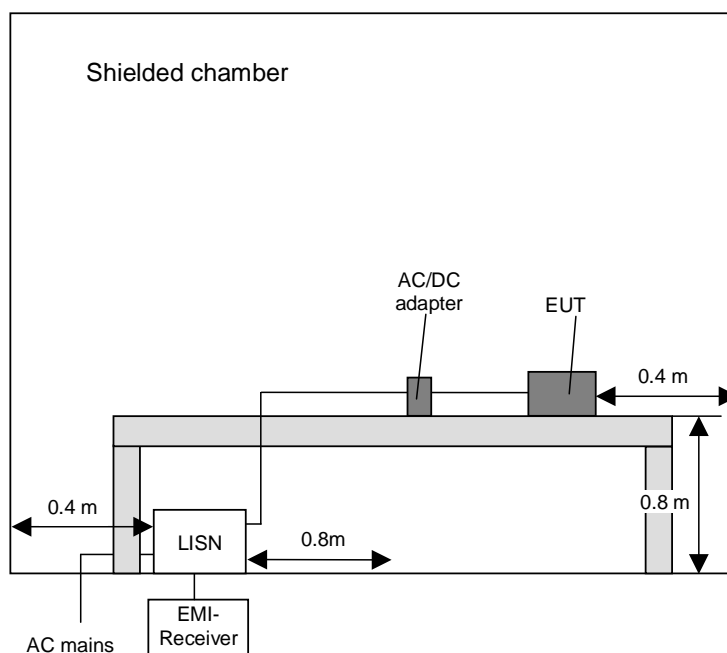 Shielded chamber
AC/DC
adapter
EUT
0.4 m
0.8 m
0.4 m
LISN
0.8m
EMI-
Receiver
AC mains